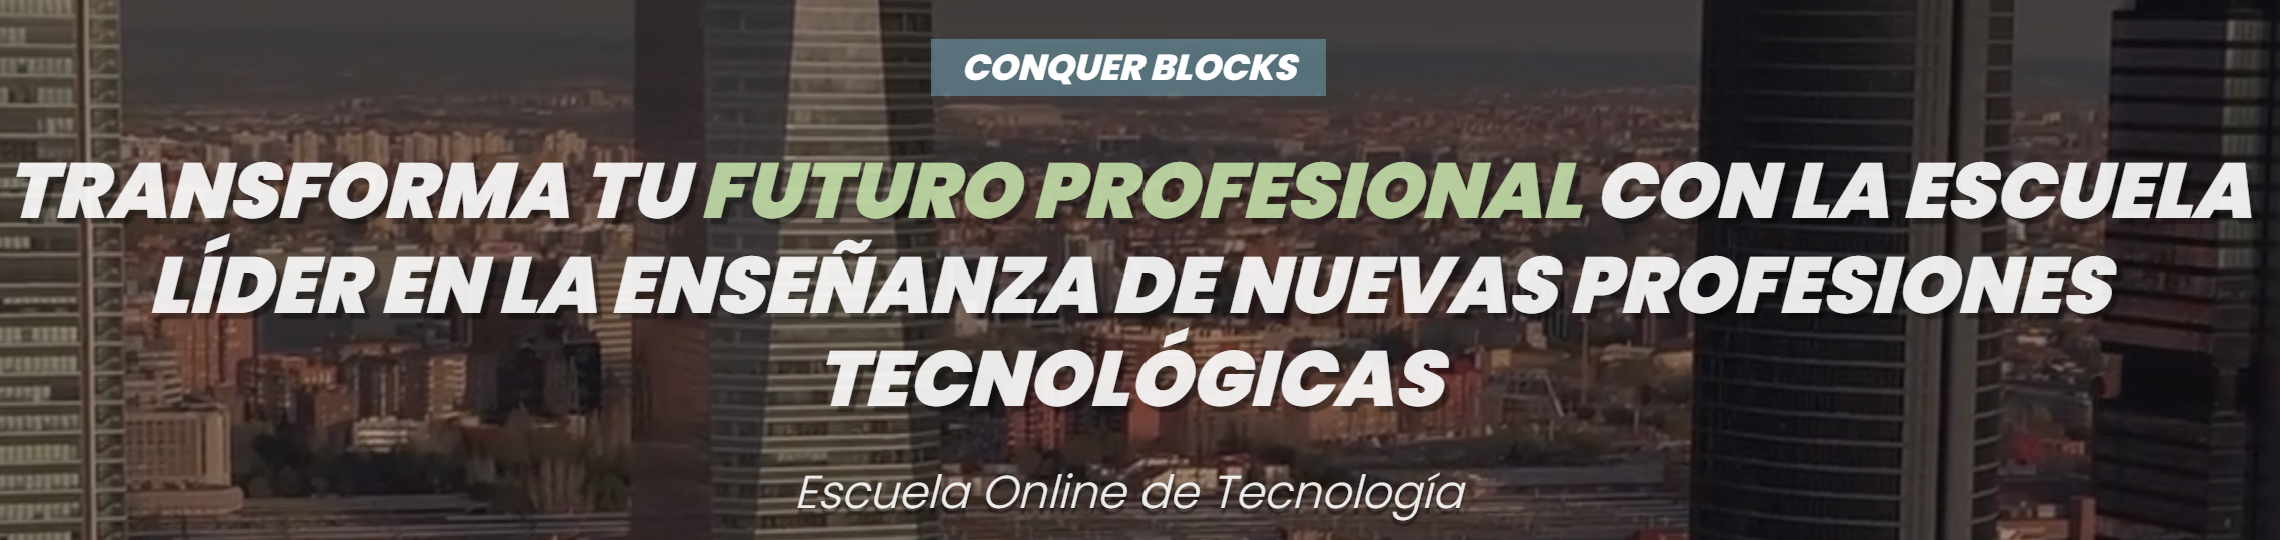 CONQUER BLOCKS
TRANSFORMA TU FUTURO PROFESIONAL CON LA ESCUELA
LÍDER EN LA ENSEÑANZA DE NUEVAS PROFESIONES
TECNOLÓGICAS
Escuela Online de Tecnología